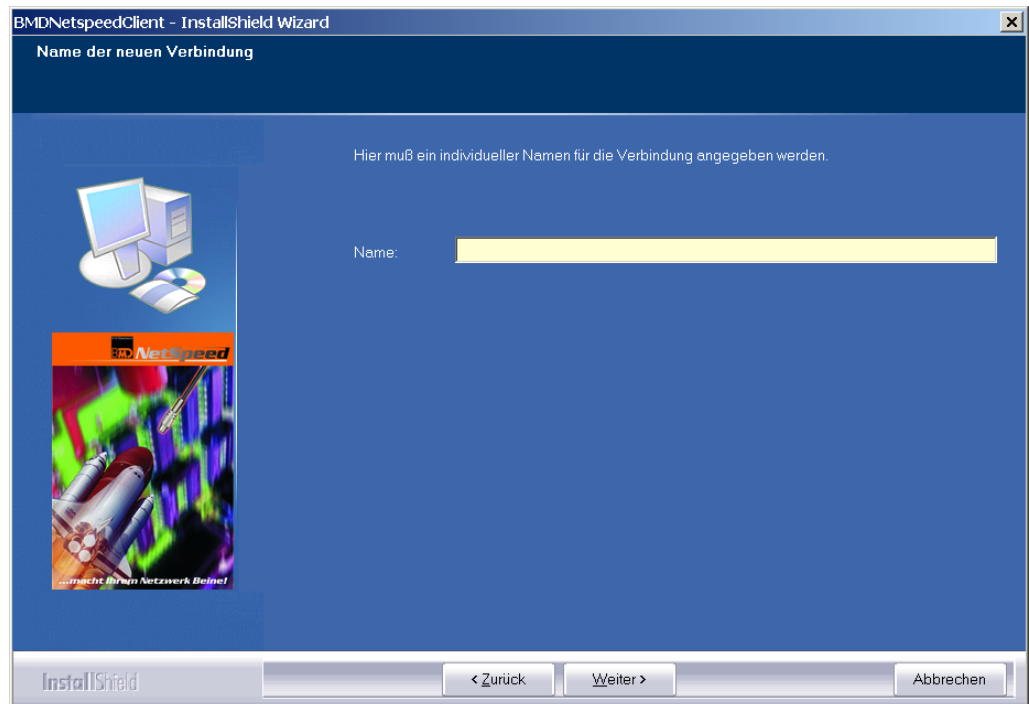 BMDNetspeedClient - InstallShield Wizard
Name der neuen Verbindung
Hier muß ein individueller Namen für die Verbindung angegeben werden.
Name:
BMD NetSpeed
...macht Ihrem Netzwerk Beine!
InstallShield
< Zurück
Weiter >
Abbrechen